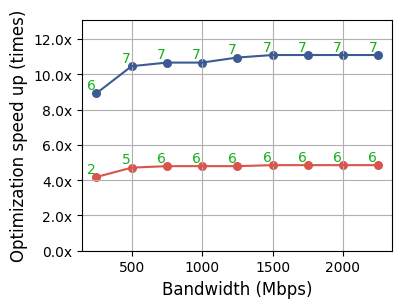 12.0x
10.0x
8.0x
6.0x
4.0x
2.0x
0.0x
Optimization speed up (times)
6 7 7 7 7 7 7 7 7
2 5 6 6 6 6 6 6 6
500 1000 1500 2000
Bandwidth (Mbps)